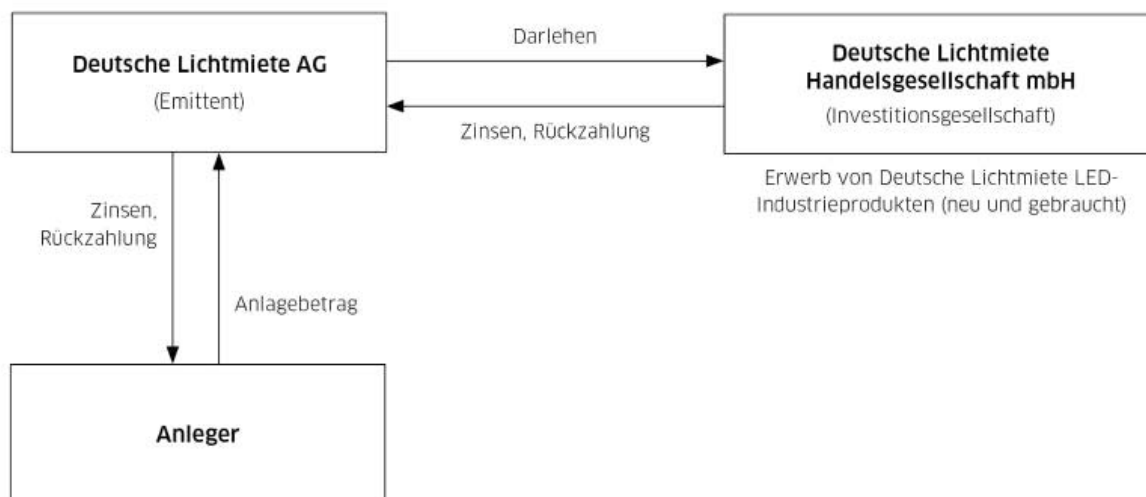 Deutsche Lichtmiete AG
(Emittent)
Darlehen
Zinsen, Rückzahlung
Deutsche Lichtmiete
Handelsgesellschaft mbH
(Investitionsgesellschaft)
Erwerb von Deutsche Lichtmiete LED-
Industrieprodukten (neu und gebraucht)
Zinsen,
Rückzahlung
Anlagebetrag
Anleger